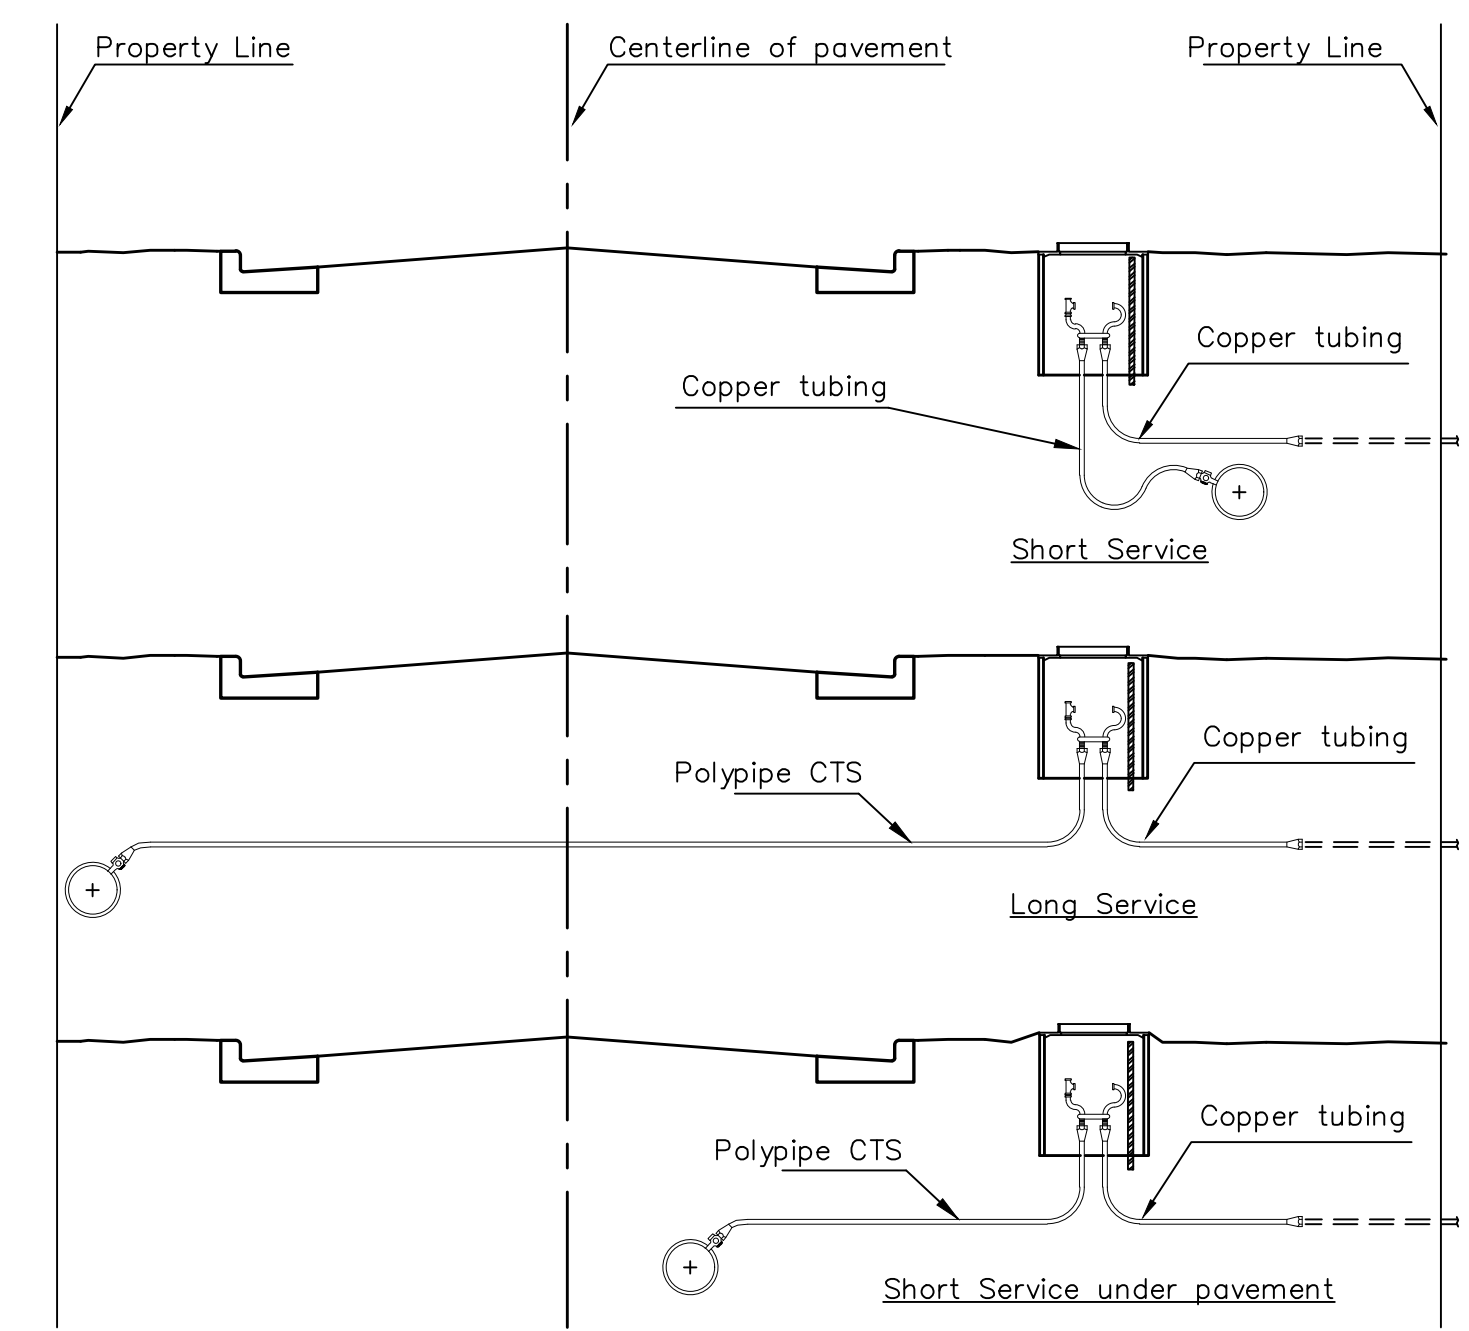 Property Line
Centerline of pavement
Property Line
Copper tubing
Copper tubing
Short Service
Copper tubing
Polypipe CTS
Long Service
Copper tubing
Polypipe CTS
Short Service under pavement